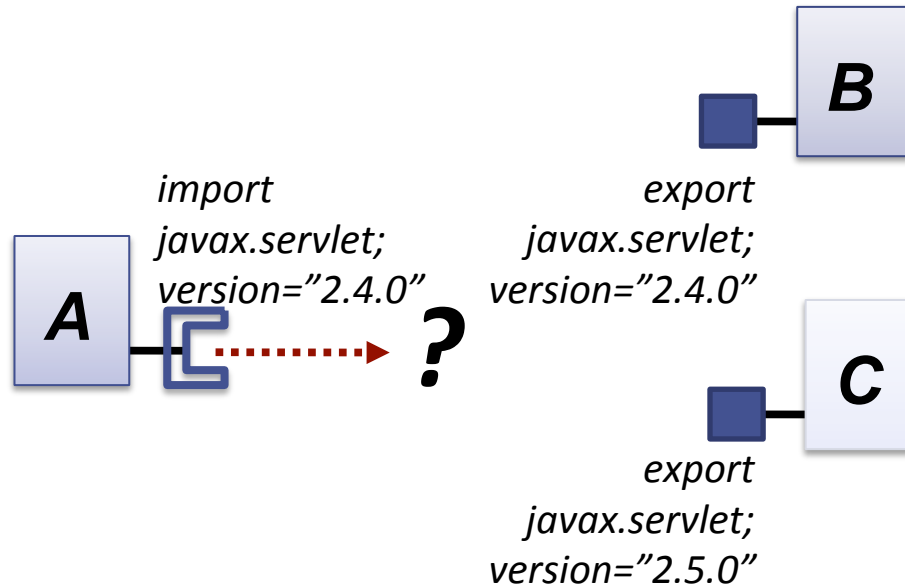 B
import
javax.servlet;
version=”2.4.0”
export
javax.servlet;
version=”2.4.0”
A
?
C
export
javax.servlet;
version=”2.5.0”